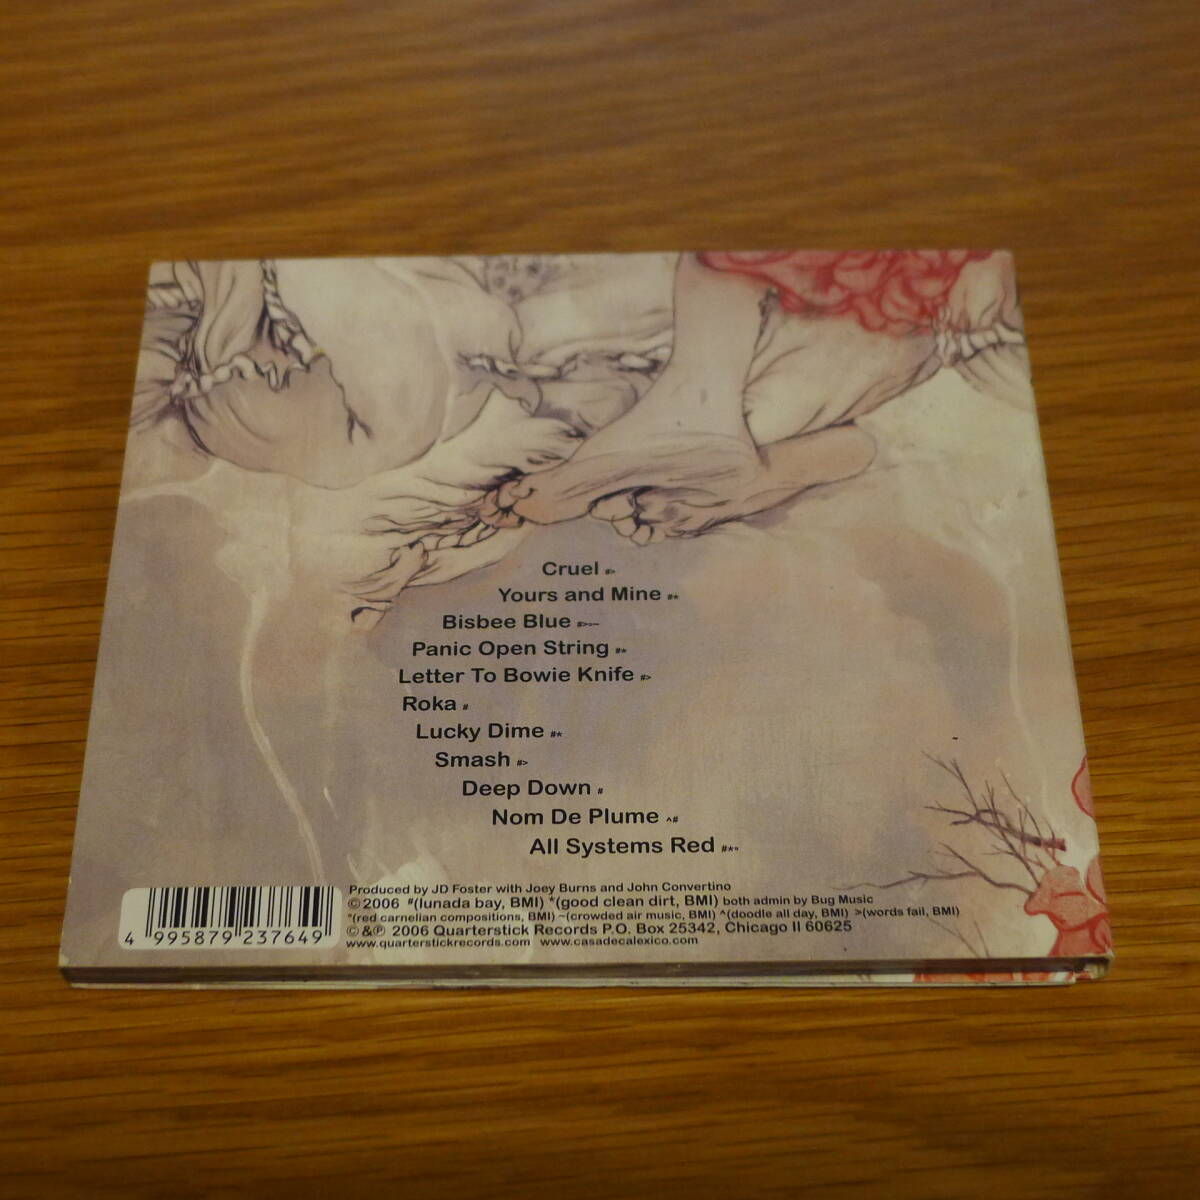 Cruel #>
Yours and Mine #*
Bisbee Blue #>~
Panic Open String #*
Letter To Bowie Knife #>
Roka #
Lucky Dime #*
Smash #>
Deep Down #
Nom De Plume ^#
All Systems Red #*"
Produced by JD Foster with Joey Burns and John Convertino
©2006 #(lunada bay, BMI) *(good clean dirt, BMI) both admin by Bug Music
"(red carnelian compositions, BMI) ~(crowded air music, BMI) ^(doodle all day, BMI) >(words fail, BMI)
©&℗ 2006 Quarterstick Records P.O. Box 25342, Chicago Il 60625
www.quarterstickrecords.com www.casadecalexico.com
4 995879 237649